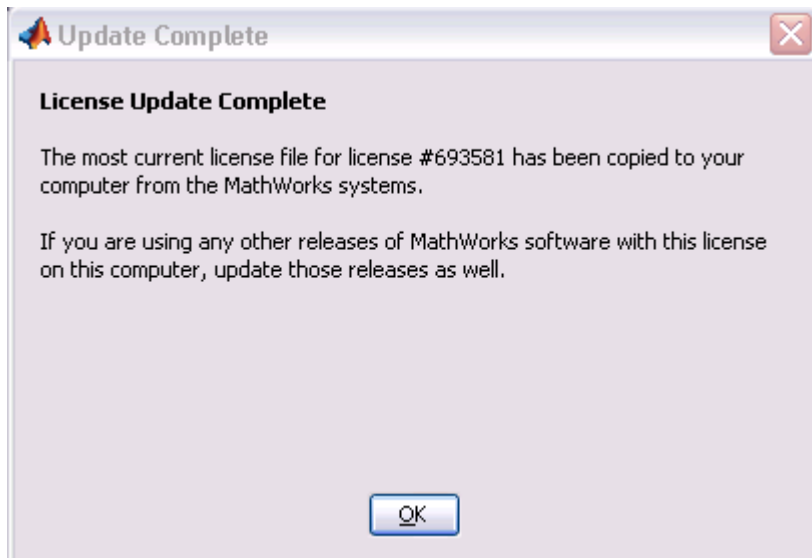 Update Complete
License Update Complete
The most current license file for license #693581 has been copied to your
computer from the MathWorks systems.
If you are using any other releases of MathWorks software with this license
on this computer, update those releases as well.
OK